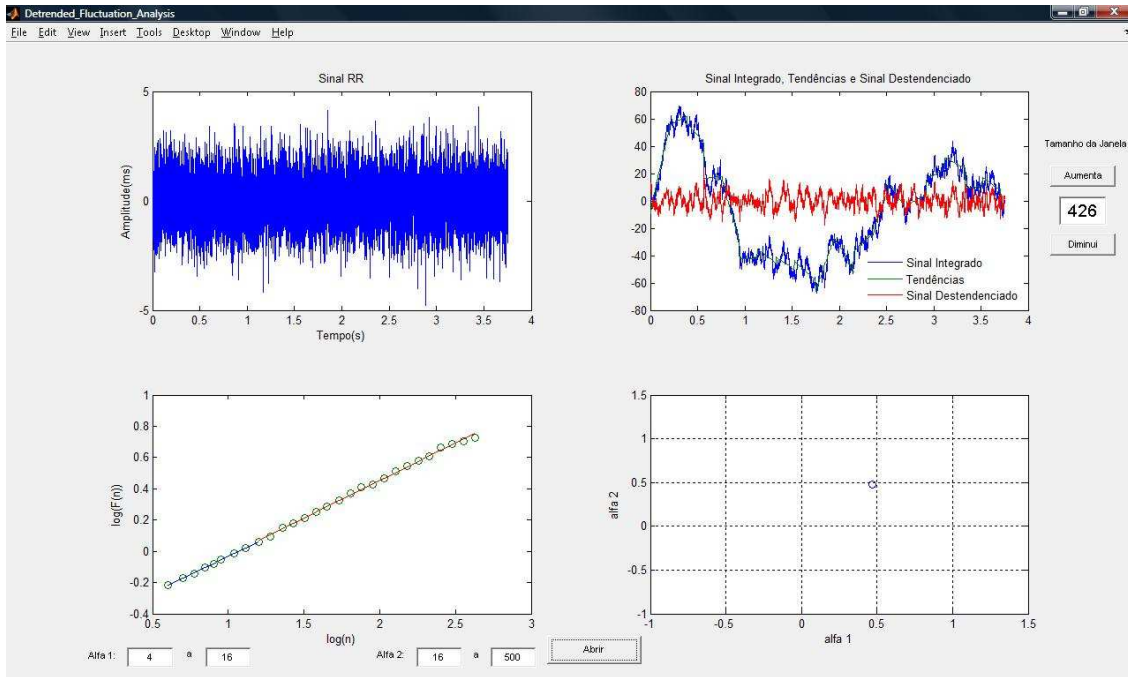 Detrended_Fluctuation_Analysis
File Edit View Insert Tools Desktop Window Help
Sinal RR
5
0
-5
Amplitude(ms)
0 0.5 1 1.5 2 2.5 3 3.5 4
Tempo(s)
Sinal Integrado, Tendências e Sinal Destendenciado
80
60
40
20
0
-20
-40
-60
-80
Sinal Integrado
Tendências
Sinal Destendenciado
0 0.5 1 1.5 2 2.5 3 3.5 4
Tamanho da Janela
Aumenta
426
Diminui
1
0.8
0.6
0.4
0.2
0
-0.2
-0.4
log(F(n))
0.5 1 1.5 2 2.5 3
log(n)
1.5
1
0.5
0
-0.5
-1
alfa 2
-1 -0.5 0 0.5 1 1.5
alfa 1
Alfa 1: 4 a 16
Alfa 2: 16 a 500
Abrir